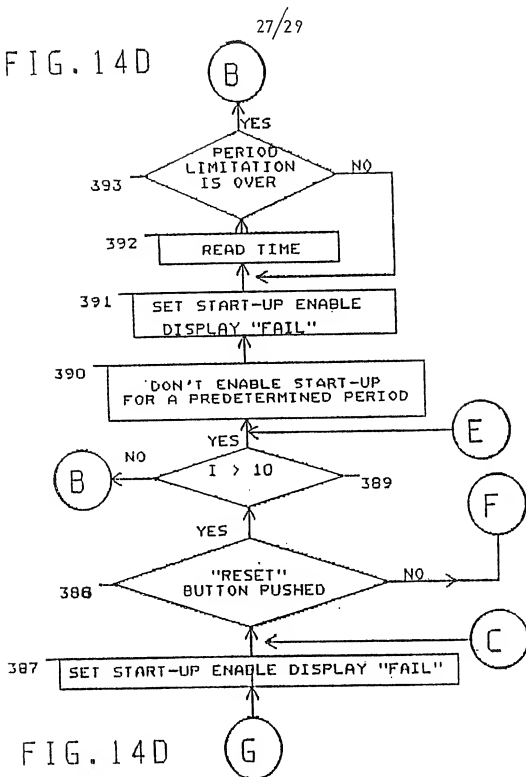 27/29
FIG.14D
B
YES
PERIOD
LIMITATION
IS OVER
NO
393
392
READ TIME
391
SET START-UP ENABLE
DISPLAY "FAIL"
390
DON'T ENABLE START-UP
FOR A PREDETERMINED PERIOD
E
YES
NO
B
I > 10
389
F
YES
"RESET"
BUTTON PUSHED
NO
386
C
387
SET START-UP ENABLE DISPLAY "FAIL"
FIG.14D
G